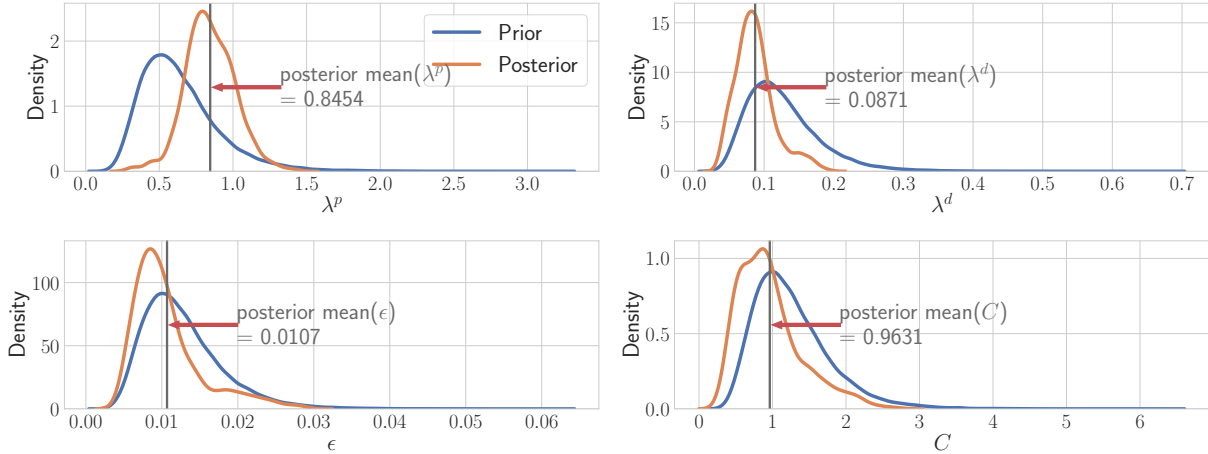 Density
2
1
0
Prior
Posterior
posterior mean(λ^p)
= 0.8454
0.0 0.5 1.0 1.5 2.0 2.5 3.0
λ^p
Density
15
10
5
0
posterior mean(λ^d)
= 0.0871
0.0 0.1 0.2 0.3 0.4 0.5 0.6 0.7
λ^d
Density
100
50
0
posterior mean(ϵ)
= 0.0107
0.00 0.01 0.02 0.03 0.04 0.05 0.06
ϵ
Density
1.0
0.5
0.0
posterior mean(C)
= 0.9631
0 1 2 3 4 5 6
C